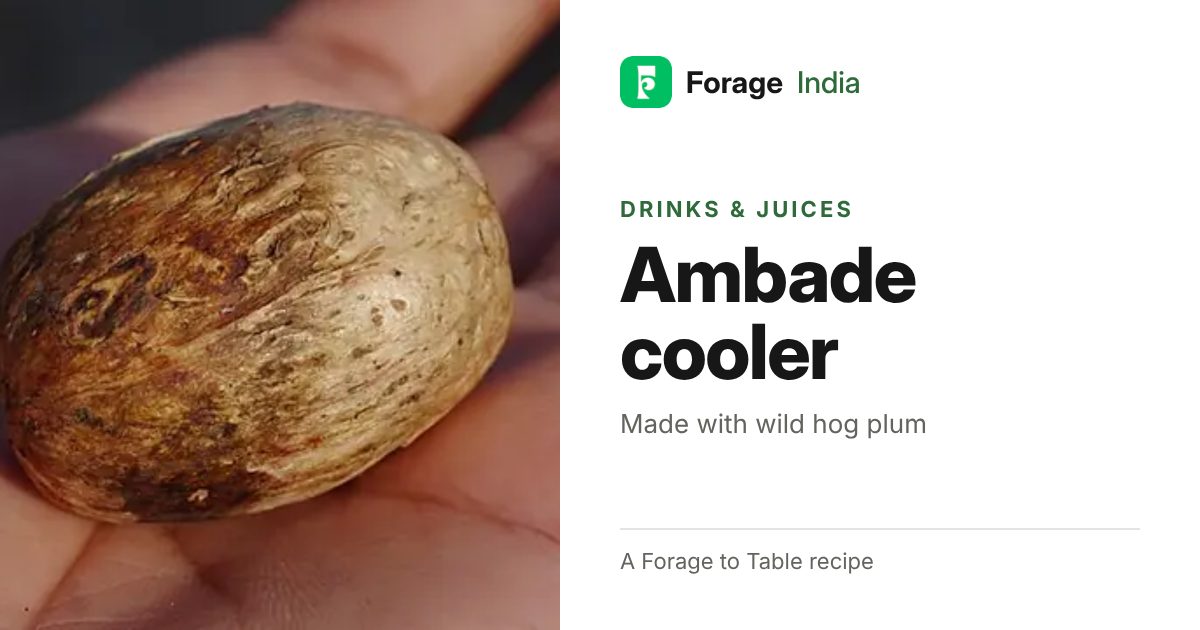 Forage India
DRINKS & JUICES
Ambade
cooler
Made with wild hog plum
A Forage to Table recipe